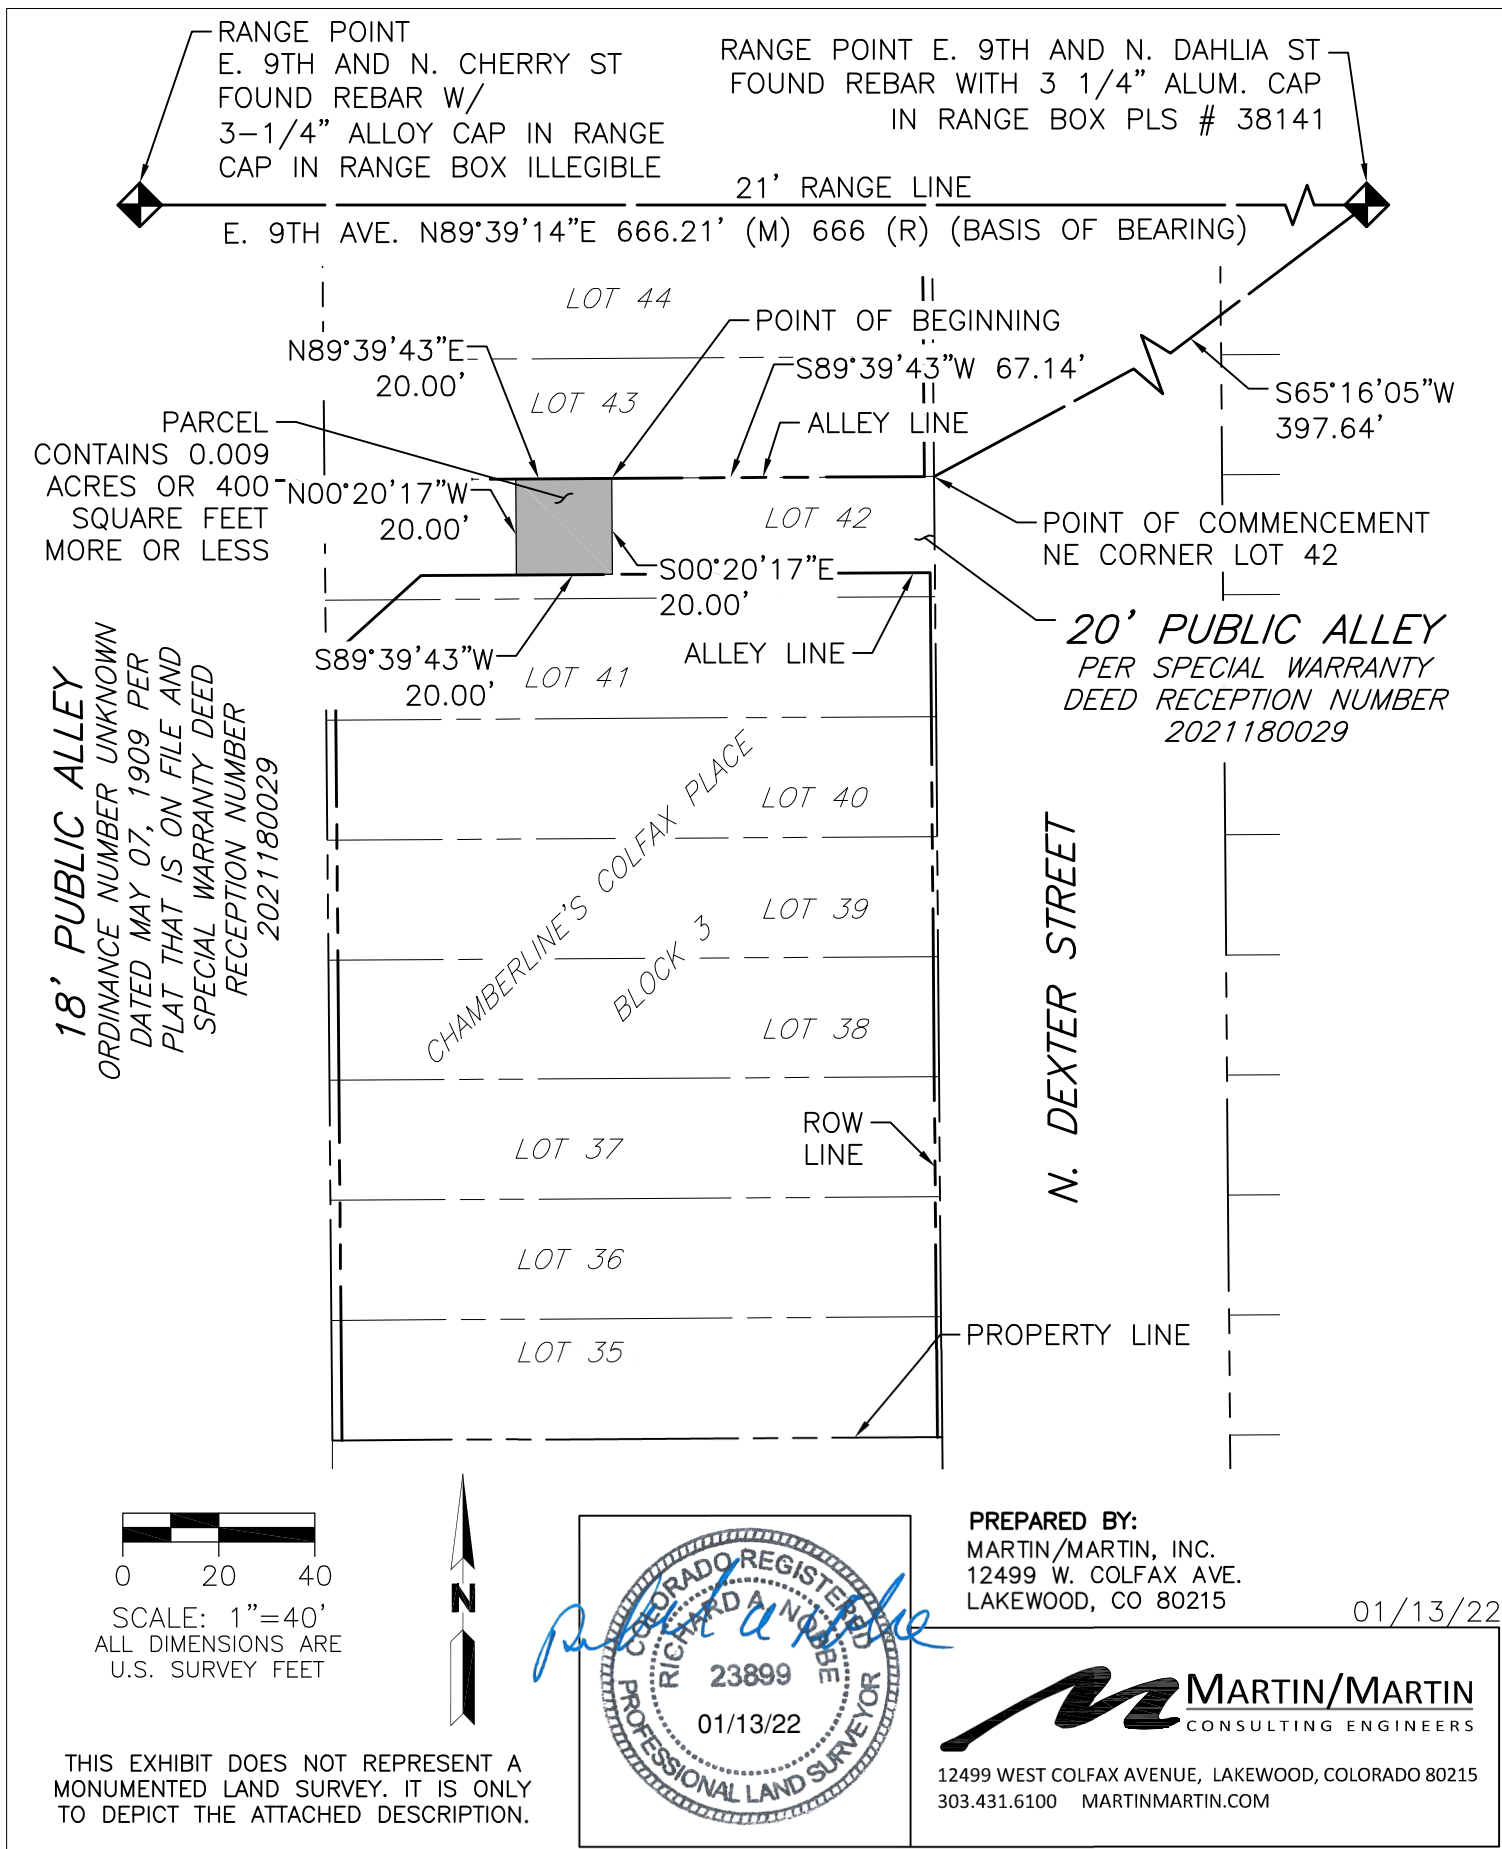 RANGE POINT
E. 9TH AND N. CHERRY ST
FOUND REBAR W/
3-1/4" ALLOY CAP IN RANGE
CAP IN RANGE BOX ILLEGIBLE
RANGE POINT E. 9TH AND N. DAHLIA ST
FOUND REBAR WITH 3 1/4" ALUM. CAP
IN RANGE BOX PLS # 38141
21' RANGE LINE
E. 9TH AVE. N89°39'14"E 666.21' (M) 666 (R) (BASIS OF BEARING)
LOT 44
POINT OF BEGINNING
N89°39'43"E
20.00'
S89°39'43"W 67.14'
S65°16'05"W
397.64'
LOT 43
ALLEY LINE
PARCEL
CONTAINS 0.009
ACRES OR 400
SQUARE FEET
MORE OR LESS
N00°20'17"W
20.00'
LOT 42
POINT OF COMMENCEMENT
NE CORNER LOT 42
S00°20'17"E
20.00'
S89°39'43"W
20.00'
LOT 41
ALLEY LINE
20' PUBLIC ALLEY
PER SPECIAL WARRANTY
DEED RECEPTION NUMBER
2021180029
18' PUBLIC ALLEY
ORDINANCE NUMBER UNKNOWN
DATED MAY 07, 1909 PER
PLAT THAT IS ON FILE AND
SPECIAL WARRANTY DEED
RECEPTION NUMBER
2021180029
CHAMBERLINE'S COLFAX PLACE
BLOCK 3
LOT 40
LOT 39
LOT 38
N. DEXTER STREET
ROW
LINE
LOT 37
LOT 36
LOT 35
PROPERTY LINE
0 20 40
SCALE: 1"=40'
ALL DIMENSIONS ARE
U.S. SURVEY FEET
N
THIS EXHIBIT DOES NOT REPRESENT A
MONUMENTED LAND SURVEY. IT IS ONLY
TO DEPICT THE ATTACHED DESCRIPTION.
COLORADO REGISTERED
RICHARD A. NOBBE
23899
01/13/22
PROFESSIONAL LAND SURVEYOR
PREPARED BY:
MARTIN/MARTIN, INC.
12499 W. COLFAX AVE.
LAKEWOOD, CO 80215
01/13/22
MARTIN/MARTIN
CONSULTING ENGINEERS
12499 WEST COLFAX AVENUE, LAKEWOOD, COLORADO 80215
303.431.6100 MARTINMARTIN.COM